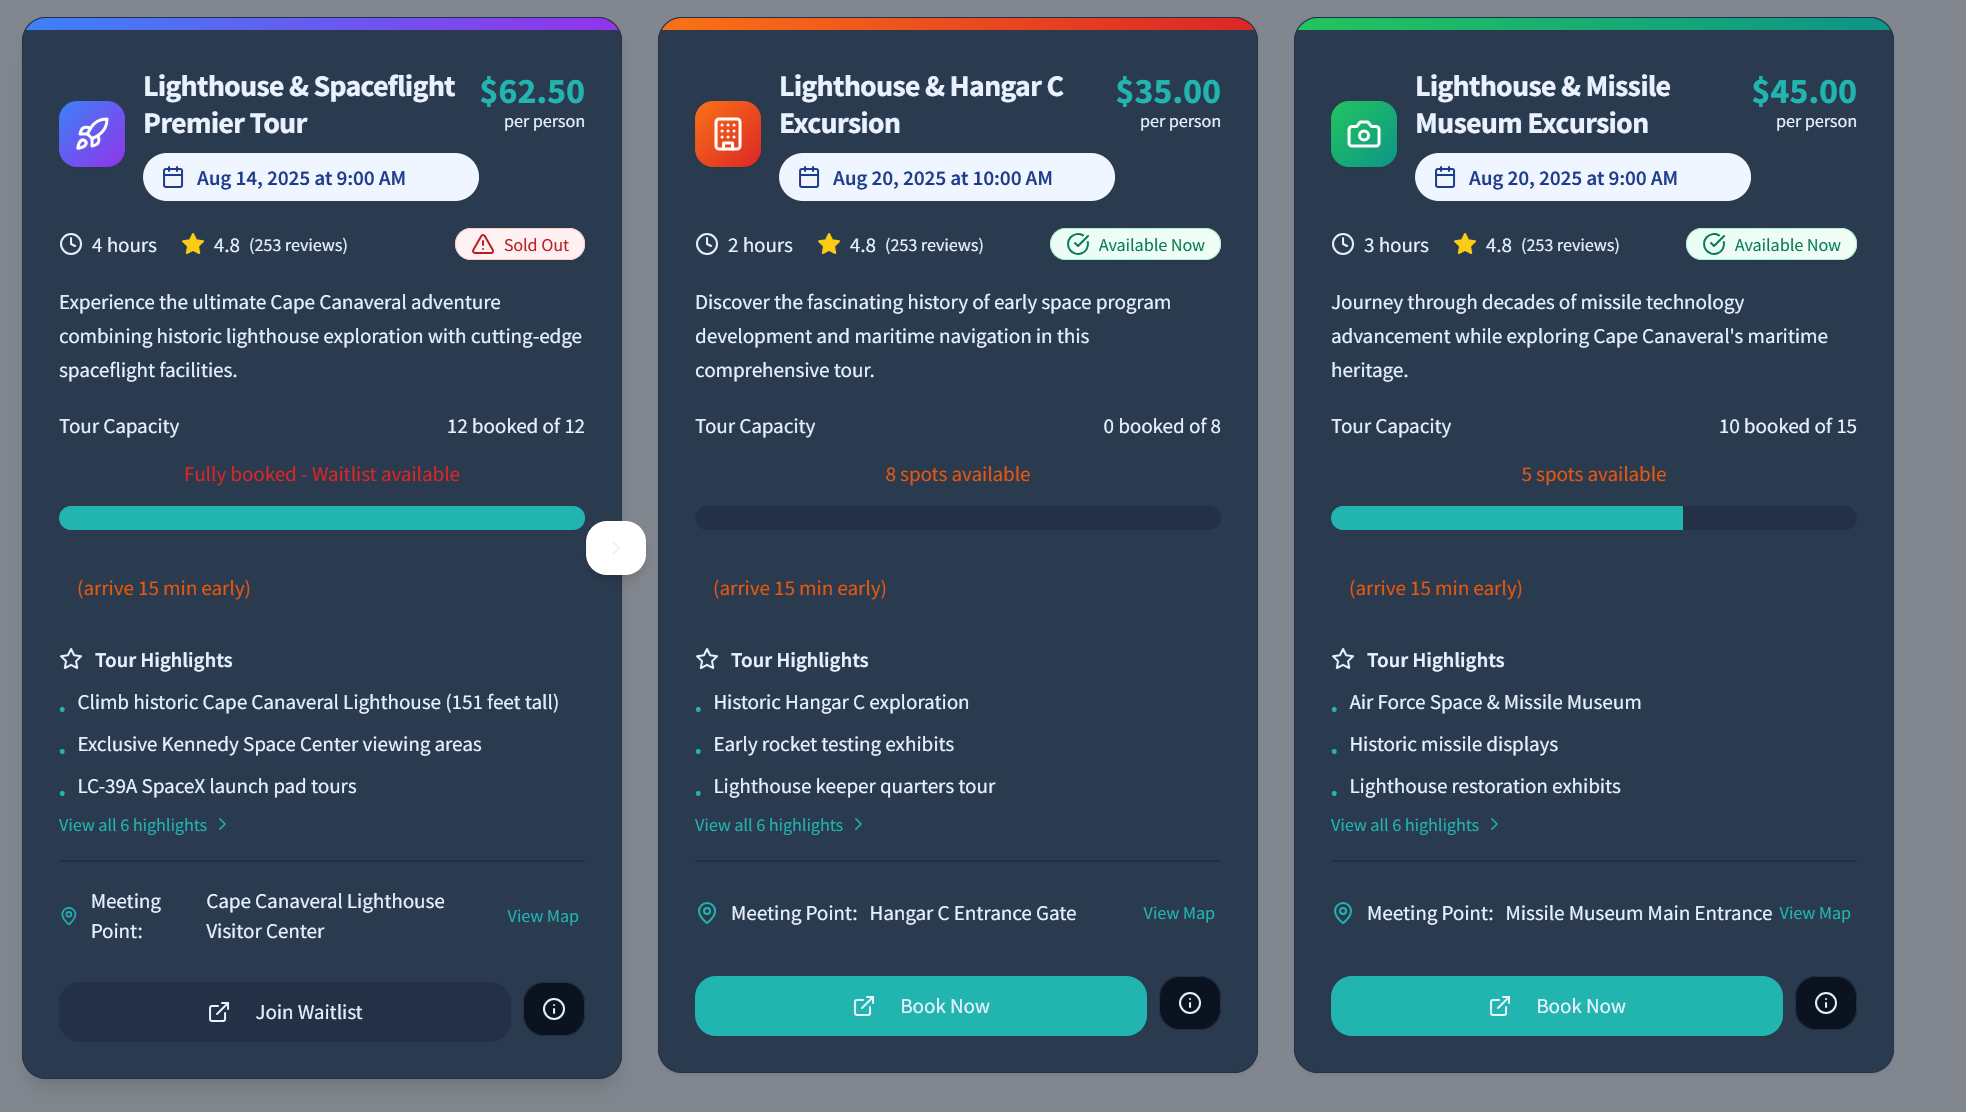 Lighthouse & Spaceflight
Premier Tour
$62.50
per person
Aug 14, 2025 at 9:00 AM
4 hours
4.8 (253 reviews)
Sold Out
Experience the ultimate Cape Canaveral adventure
combining historic lighthouse exploration with cutting-edge
spaceflight facilities.
Tour Capacity
12 booked of 12
Fully booked - Waitlist available
(arrive 15 min early)
Tour Highlights
Climb historic Cape Canaveral Lighthouse (151 feet tall)
Exclusive Kennedy Space Center viewing areas
LC-39A SpaceX launch pad tours
View all 6 highlights
Meeting
Point:
Cape Canaveral Lighthouse
Visitor Center
View Map
Join Waitlist
Lighthouse & Hangar C
Excursion
$35.00
per person
Aug 20, 2025 at 10:00 AM
2 hours
4.8 (253 reviews)
Available Now
Discover the fascinating history of early space program
development and maritime navigation in this
comprehensive tour.
Tour Capacity
0 booked of 8
8 spots available
(arrive 15 min early)
Tour Highlights
Historic Hangar C exploration
Early rocket testing exhibits
Lighthouse keeper quarters tour
View all 6 highlights
Meeting Point: Hangar C Entrance Gate
View Map
Book Now
Lighthouse & Missile
Museum Excursion
$45.00
per person
Aug 20, 2025 at 9:00 AM
3 hours
4.8 (253 reviews)
Available Now
Journey through decades of missile technology
advancement while exploring Cape Canaveral's maritime
heritage.
Tour Capacity
10 booked of 15
5 spots available
(arrive 15 min early)
Tour Highlights
Air Force Space & Missile Museum
Historic missile displays
Lighthouse restoration exhibits
View all 6 highlights
Meeting Point: Missile Museum Main Entrance
View Map
Book Now